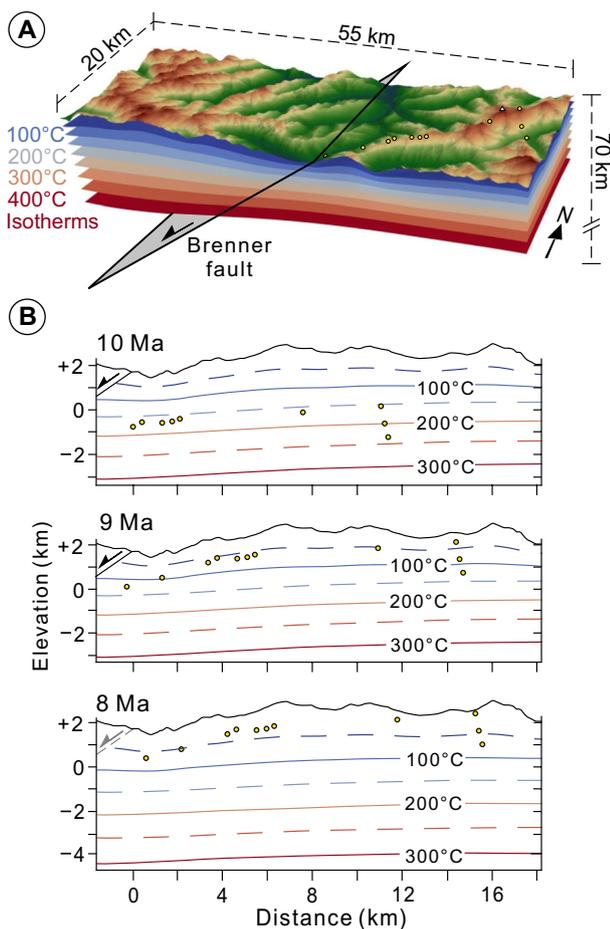 A
20 km
55 km
100°C
200°C
300°C
400°C
Isotherms
70 km
N
Brenner
fault
B
10 Ma
+2
0
−2
100°C
200°C
300°C
9 Ma
+2
0
−2
100°C
200°C
300°C
Elevation (km)
8 Ma
+2
0
−2
−4
100°C
200°C
300°C
0 4 8 12 16
Distance (km)